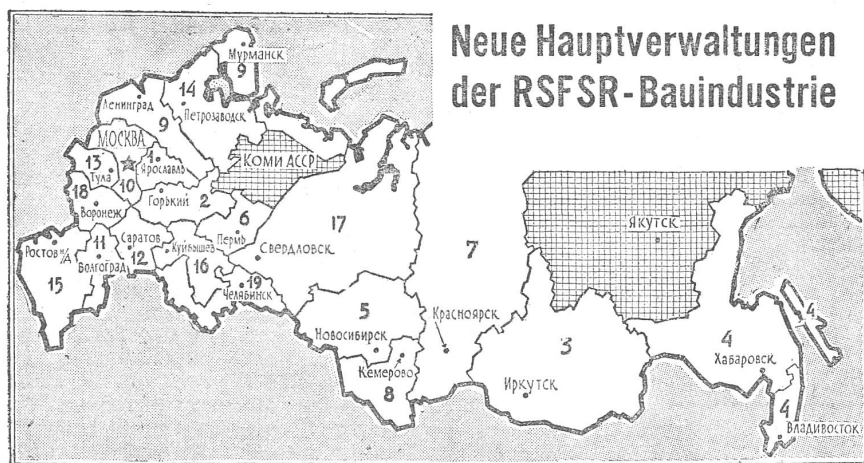 Neue Hauptverwaltungen
der RSFSR-Bauindustrie
Мурманск
9
14
Ленинград
Петрозаводск
9
МОСКВА
КОМИ АССР
13
1
Ярославль
Тула
10
18
Горький
2
Воронеж
6
17
7
ЯКУТСК
Пермь
Свердловск
Ростов н/Д
11
Саратов
Куйбышев
12
Волгоград
16
19
Челябинск
15
5
Новосибирск
Красноярск
3
4
4
Хабаровск
Кемерово
8
Иркутск
4
Владивосток